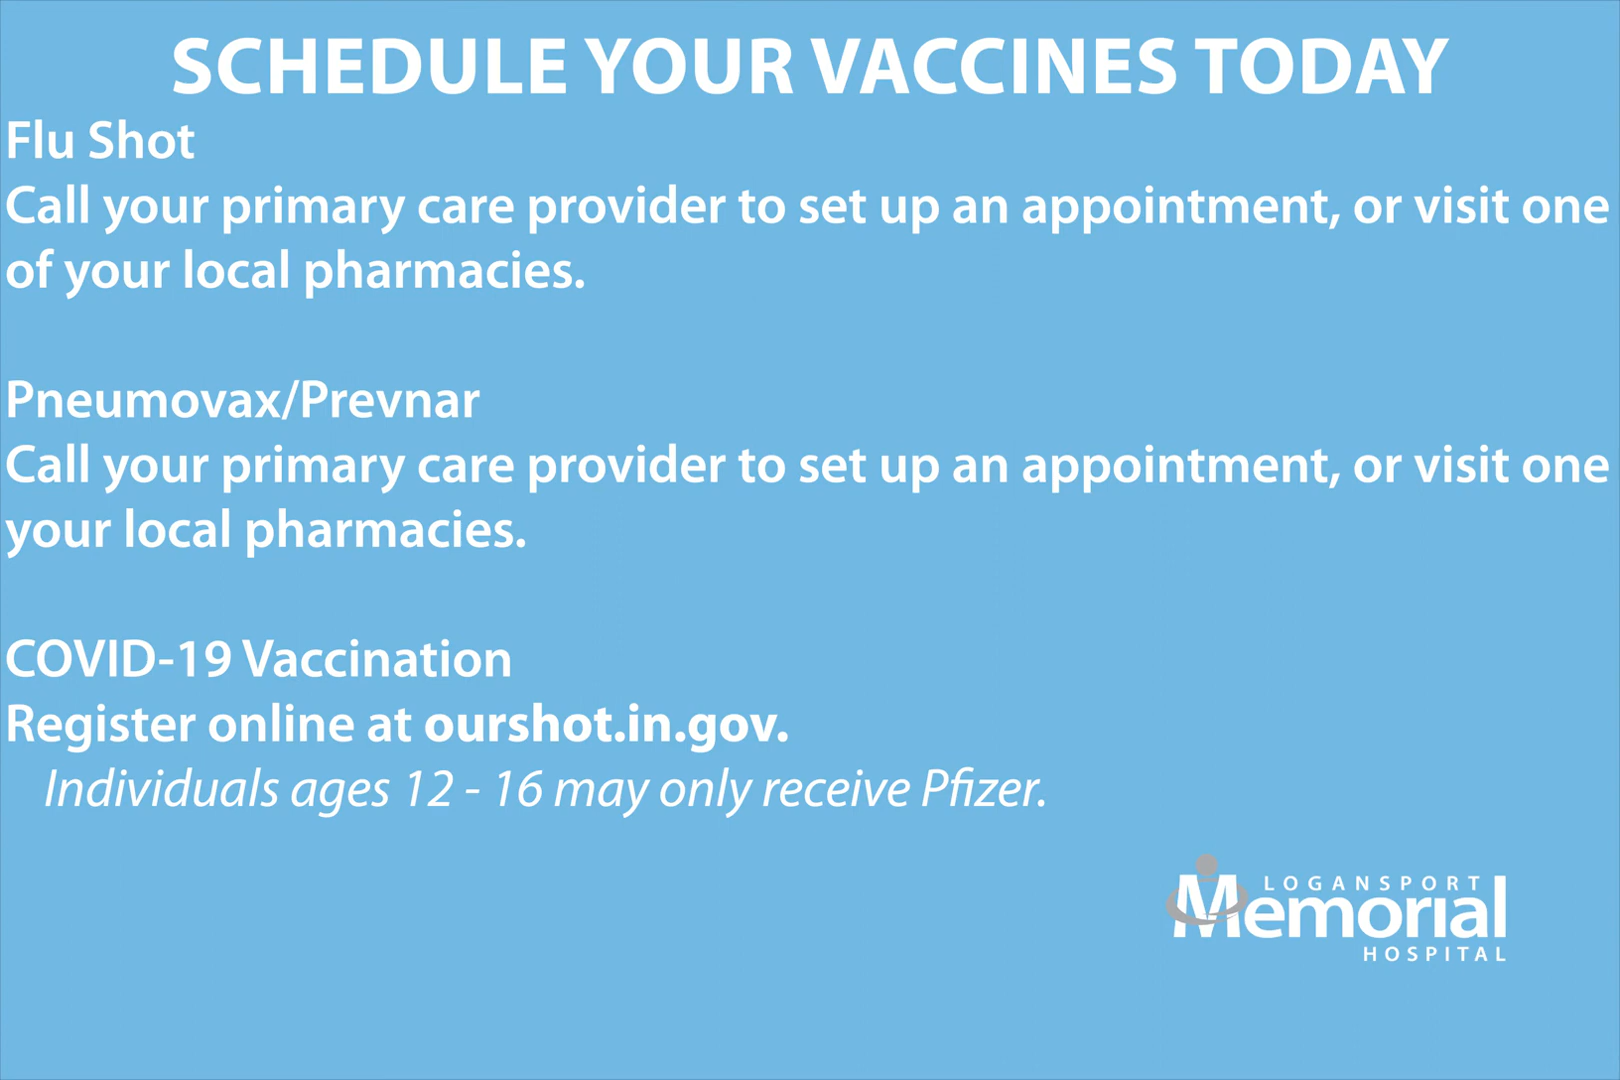 SCHEDULE YOUR VACCINES TODAY
Flu Shot
Call your primary care provider to set up an appointment, or visit one
of your local pharmacies.
Pneumovax/Prevnar
Call your primary care provider to set up an appointment, or visit one
your local pharmacies.
COVID-19 Vaccination
Register online at ourshot.in.gov.
Individuals ages 12 - 16 may only receive Pfizer.
LOGANSPORT
Memorial
HOSPITAL